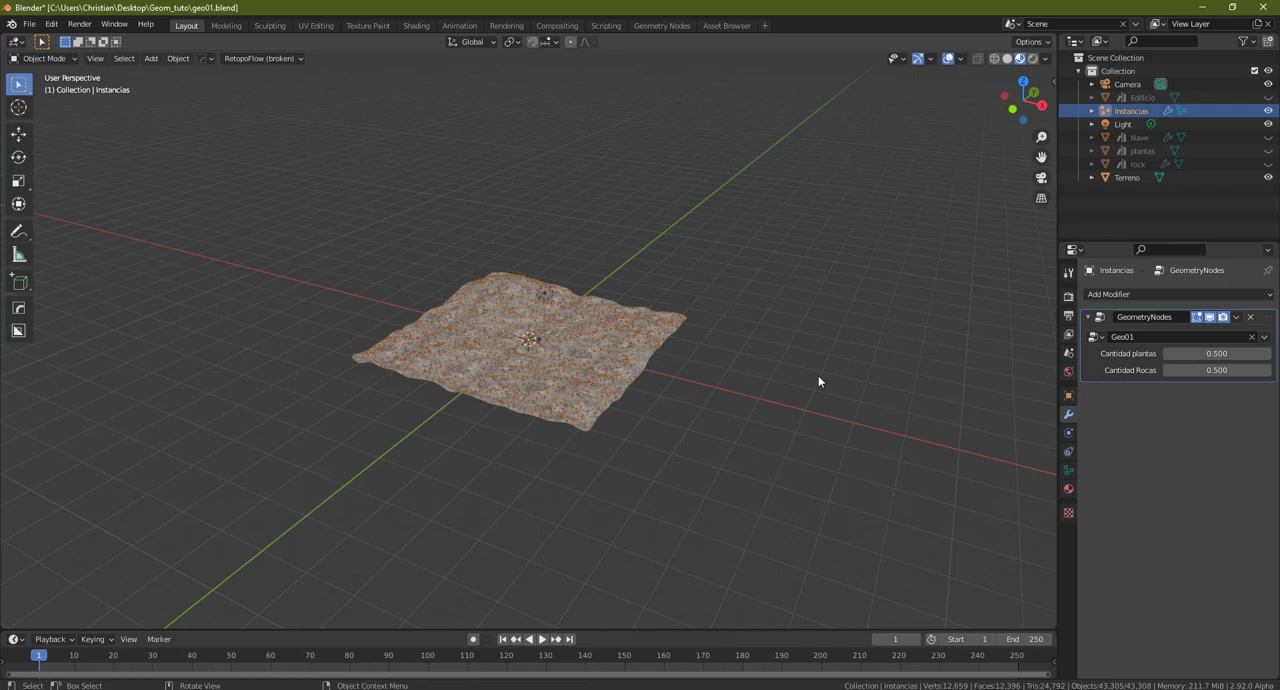 Blender* [C:\Users\Christian\Desktop\Geom_tuto\geo01.blend]
File Edit Render Window Help
Layout Modeling Sculpting UV Editing Texture Paint Shading Animation Rendering Compositing Scripting Geometry Nodes Asset Browser +
Scene
View Layer
Global
Options
Object Mode View Select Add Object RetopoFlow (broken)
User Perspective
(1) Collection | Instancias
Z
Y
X
Scene Collection
Collection
Camera
Edificio
Instancias
Light
Nave
plantas
rock
Terreno
Instancias GeometryNodes
Add Modifier
GeometryNodes
Geo01
Cantidad plantas 0.500
Cantidad Rocas 0.500
Playback Keying View Marker
1 Start 1 End 250
1 10 20 30 40 50 60 70 80 90 100 110 120 130 140 150 160 170 180 190 200 210 220 230 240 250
Select Box Select Rotate View Object Context Menu
Collection | Instancias | Verts:12,659 | Faces:12,396 | Tris:24,792 | Objects:43,305/43,308 | Memory: 211.7 MiB | 2.92.0 Alpha